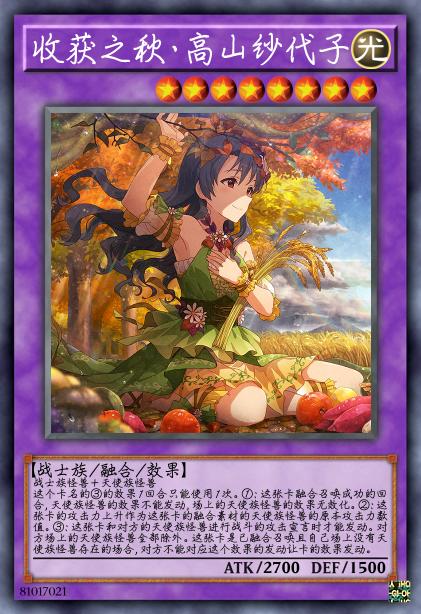 收获之秋·高山纱代子
光
【战士族/融合/效果】
战士族怪兽＋天使族怪兽
这个卡名的③的效果1回合只能使用1次。①：这张卡融合召唤成功的回
合，天使族怪兽的效果不能发动，场上的天使族怪兽的效果无效化。②：这
张卡的攻击力上升作为这张卡的融合素材的天使族怪兽的原本攻击力数
值。③：这张卡和对方的天使族怪兽进行战斗的攻击宣言时才能发动。对
方场上的天使族怪兽全部除外。这张卡是已融合召唤且自己场上没有天
使族怪兽存在的场合，对方不能对应这个效果的发动让卡的效果发动。
ATK/2700 DEF/1500
81017021